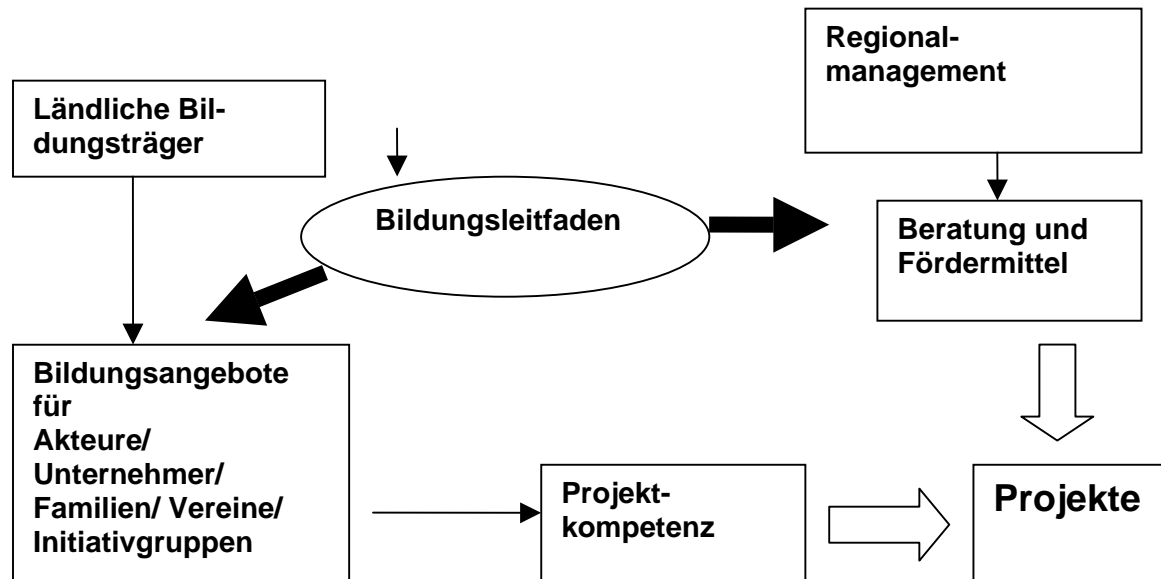 Regional-
management
Ländliche Bil-
dungsträger
Bildungsleitfaden
Beratung und
Fördermittel
Bildungsangebote
für
Akteure/
Unternehmer/
Familien/ Vereine/
Initiativgruppen
Projekt-
kompetenz
Projekte